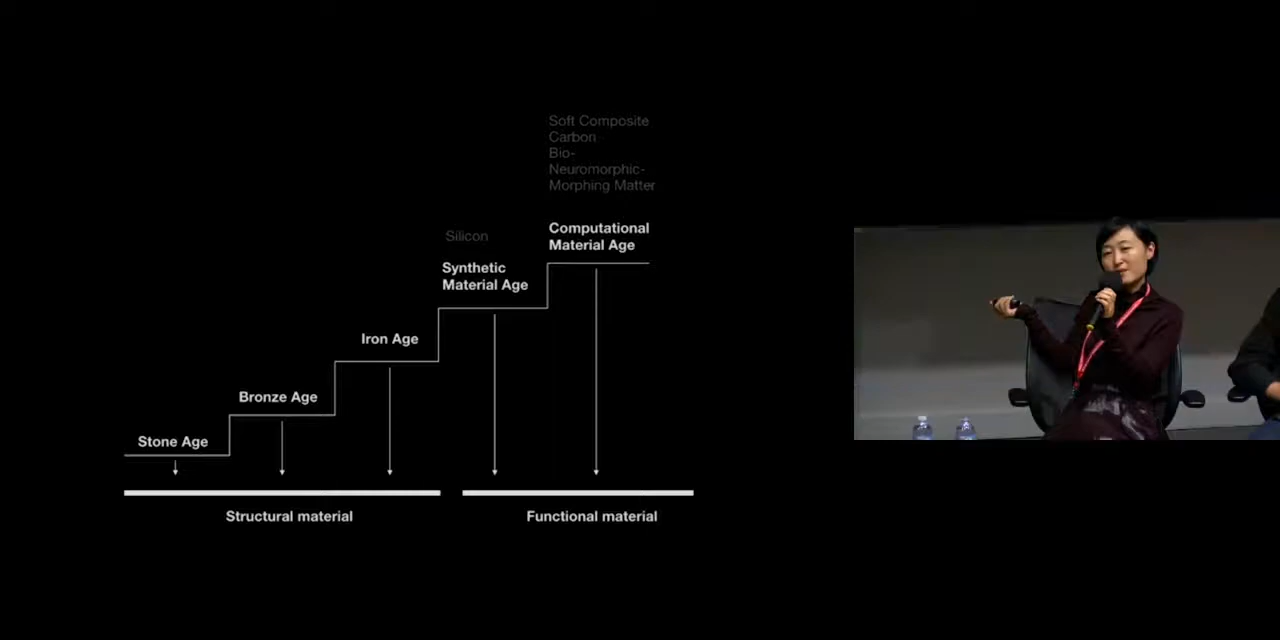 Soft Composite
Carbon
Bio-
Neuromorphic-
Morphing Matter
Computational
Material Age
Silicon
Synthetic
Material Age
Iron Age
Bronze Age
Stone Age
Structural material
Functional material